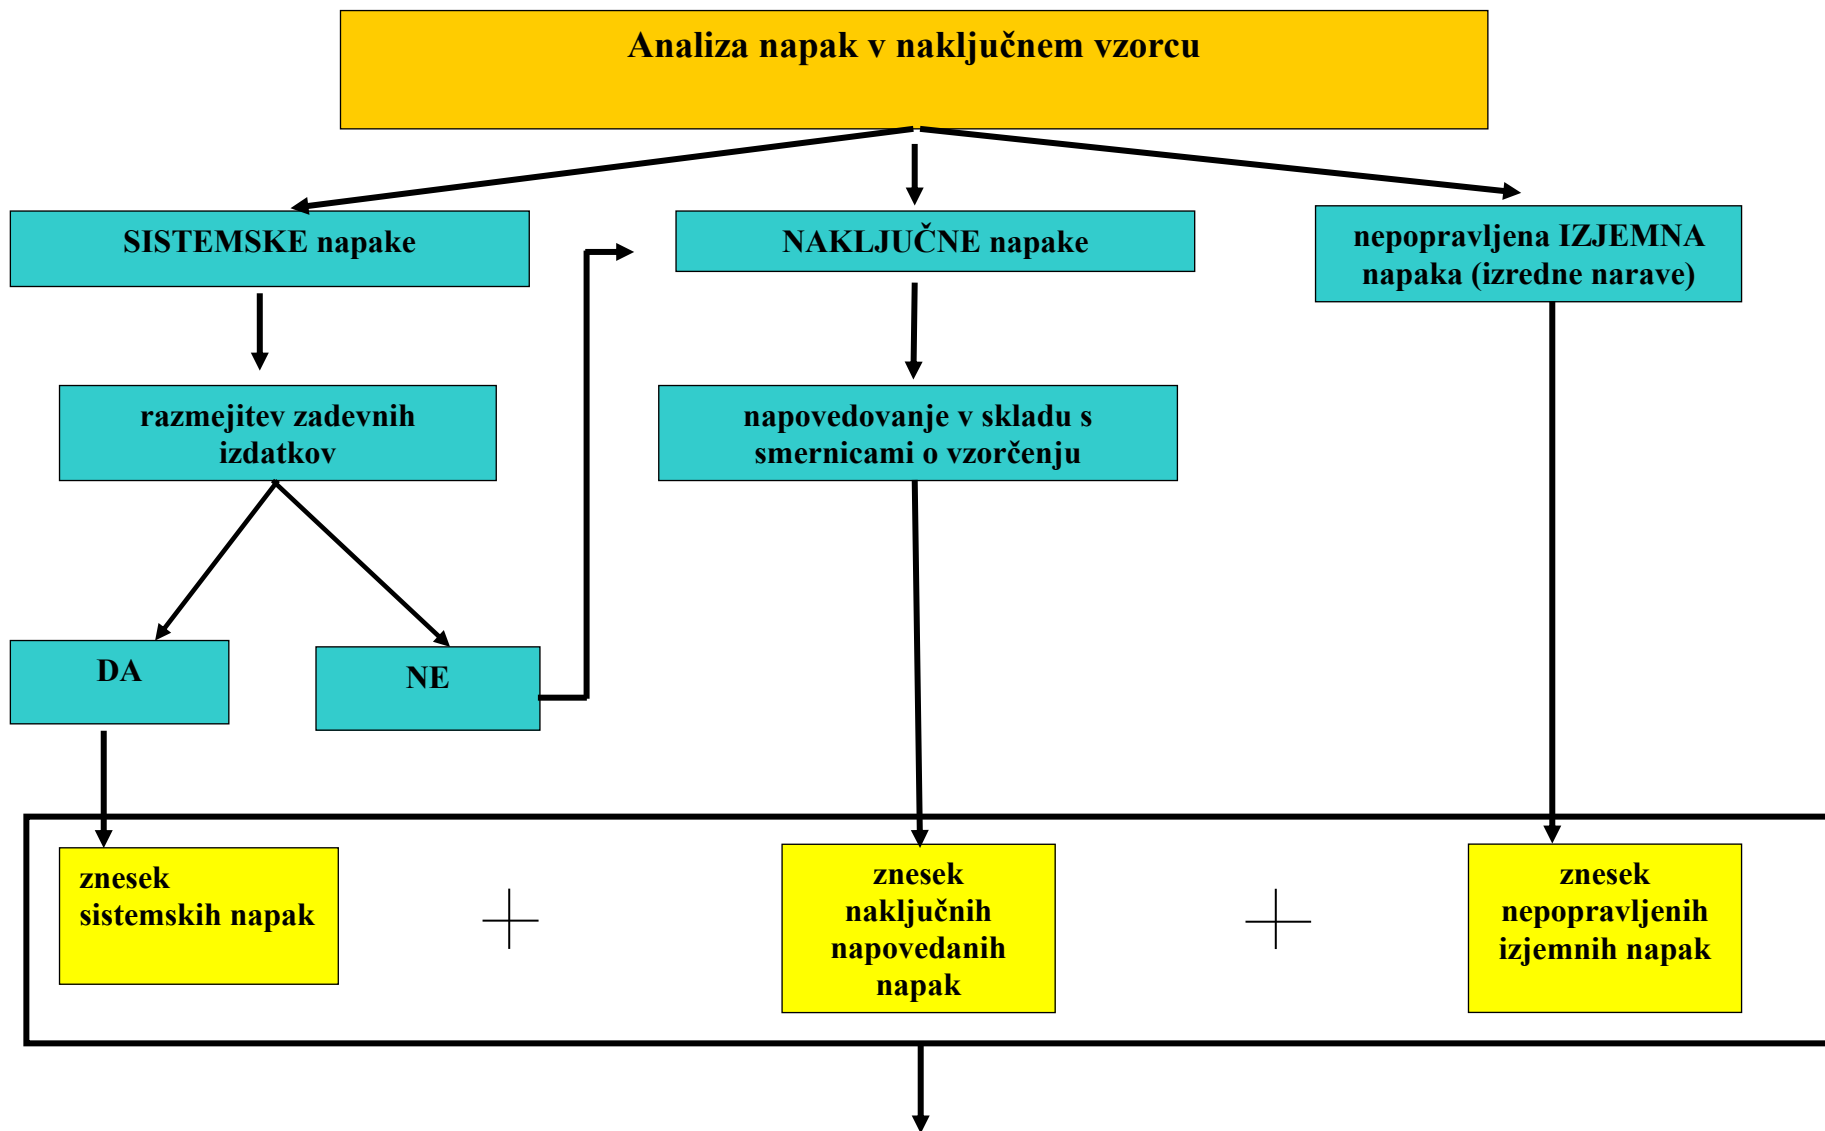 Analiza napak v naključnem vzorcu
SISTEMSKE napake
NAKLJUČNE napake
nepopravljena IZJEMNA
napaka (izredne narave)
razmejitev zadevnih
izdatkov
napovedovanje v skladu s
smernicami o vzorčenju
DA
NE
znesek
sistemskih napak
znesek
naključnih
napovedanih
napak
znesek
nepopravljenih
izjemnih napak